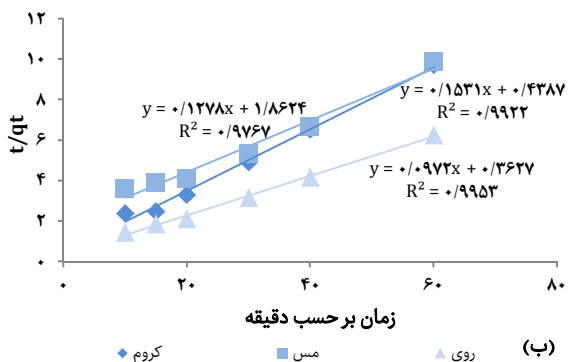 t/qt
۱۲
۱۰
۸
۶
۴
۲
۰
y = ۰/۱2۷8x + ۱/۸۶۲۴
R² = ۰/۹۷۶۷
y = ۰/۱۵۳۱x + ۰/۴۳۸۷
R² = ۰/۹۹۲۲
y = ۰/۰۹۷۲x + ۰/۳۶۲۷
R² = ۰/۹۹۵۳
۰ ۲۰ ۴۰ ۶۰ ۸۰
زمان بر حسب دقیقه
کروم مس روی
(ب)